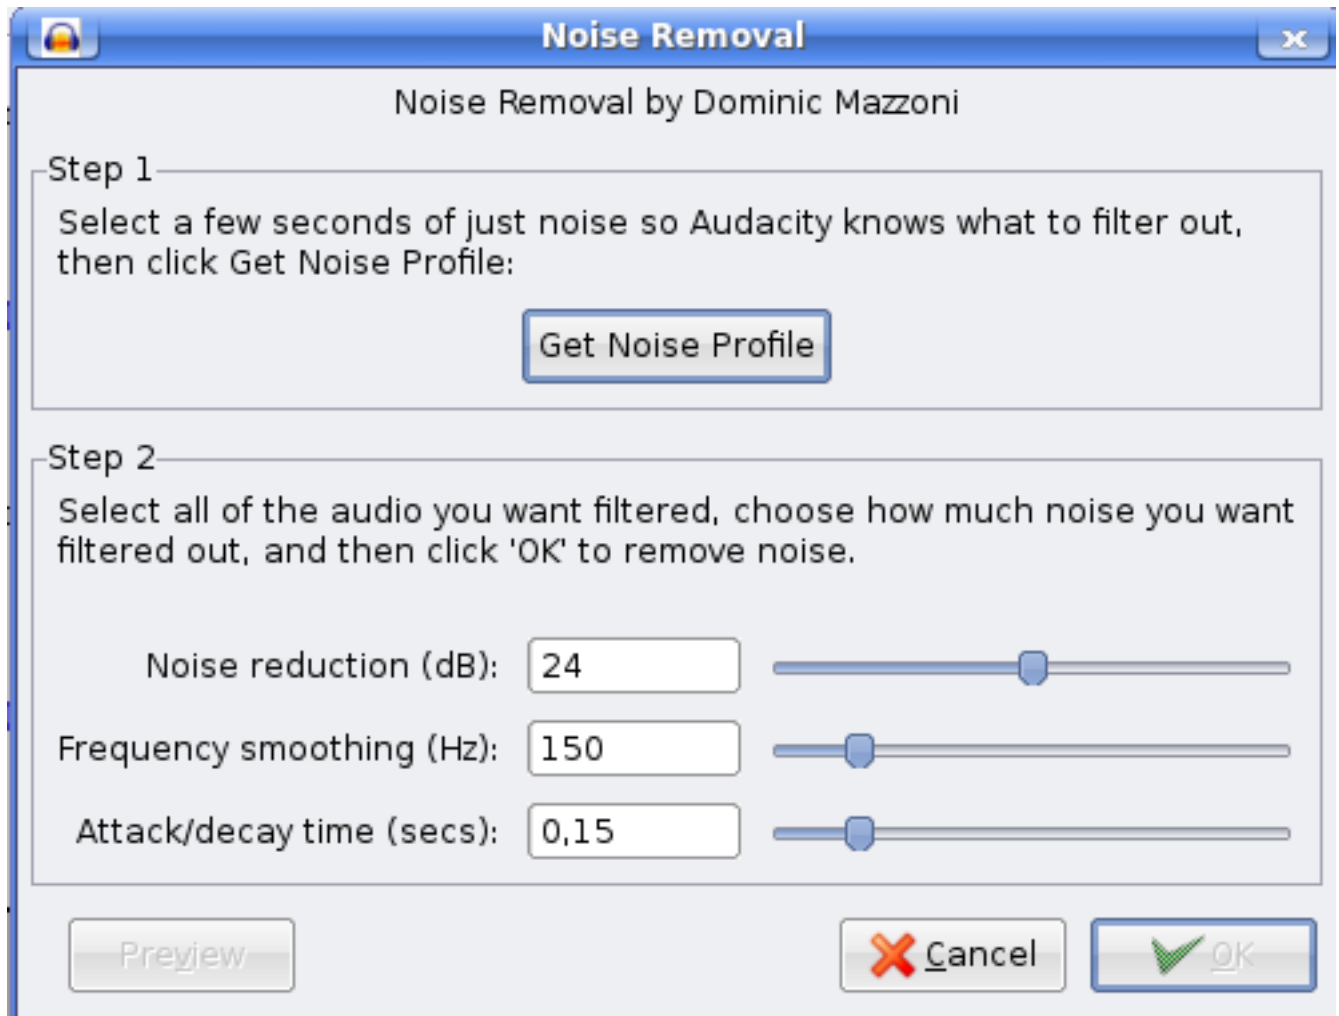 Noise Removal
Noise Removal by Dominic Mazzoni
Step 1
Select a few seconds of just noise so Audacity knows what to filter out,
then click Get Noise Profile:
Get Noise Profile
Step 2
Select all of the audio you want filtered, choose how much noise you want
filtered out, and then click 'OK' to remove noise.
Noise reduction (dB): 24
Frequency smoothing (Hz): 150
Attack/decay time (secs): 0,15
Preview Cancel OK